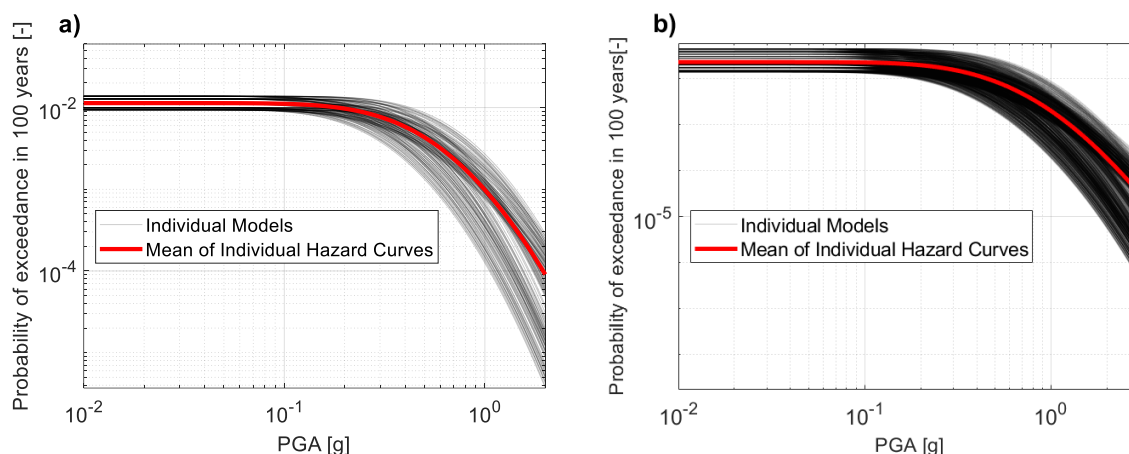 a)
Probability of exceedance in 100 years [-]
10^-2
10^-4
Individual Models
Mean of Individual Hazard Curves
10^-2
10^-1
10^0
PGA [g]
b)
Probability of exceedance in 100 years[-]
10^-5
Individual Models
Mean of Individual Hazard Curves
10^-2
10^-1
10^0
PGA [g]